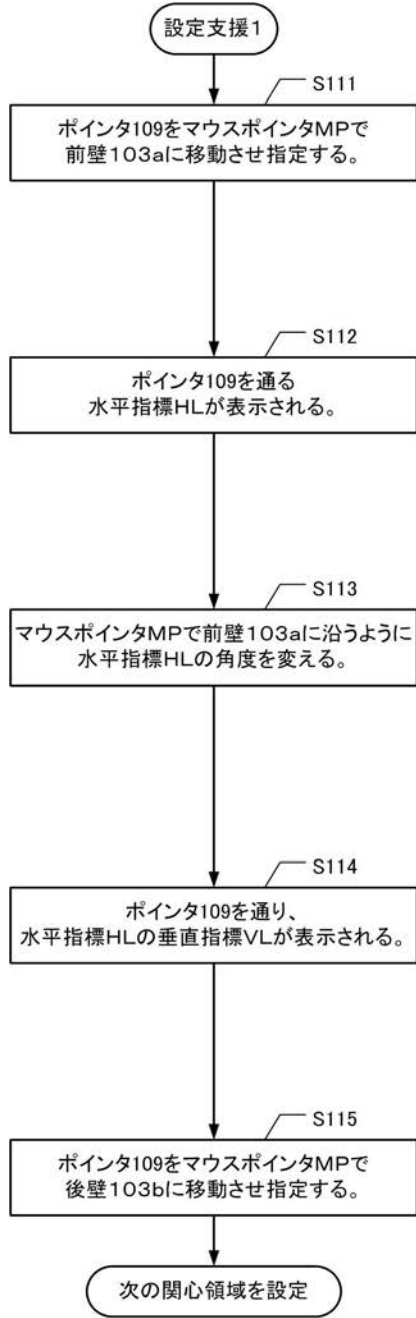 設定支援1
S111
ポインタ109をマウスポインタMPで
前壁103aに移動させ指定する。
S112
ポインタ109を通る
水平指標HLが表示される。
S113
マウスポインタMPで前壁103aに沿うように
水平指標HLの角度を変える。
S114
ポインタ109を通り、
水平指標HLの垂直指標VLが表示される。
S115
ポインタ109をマウスポインタMPで
後壁103bに移動させ指定する。
次の関心領域を設定